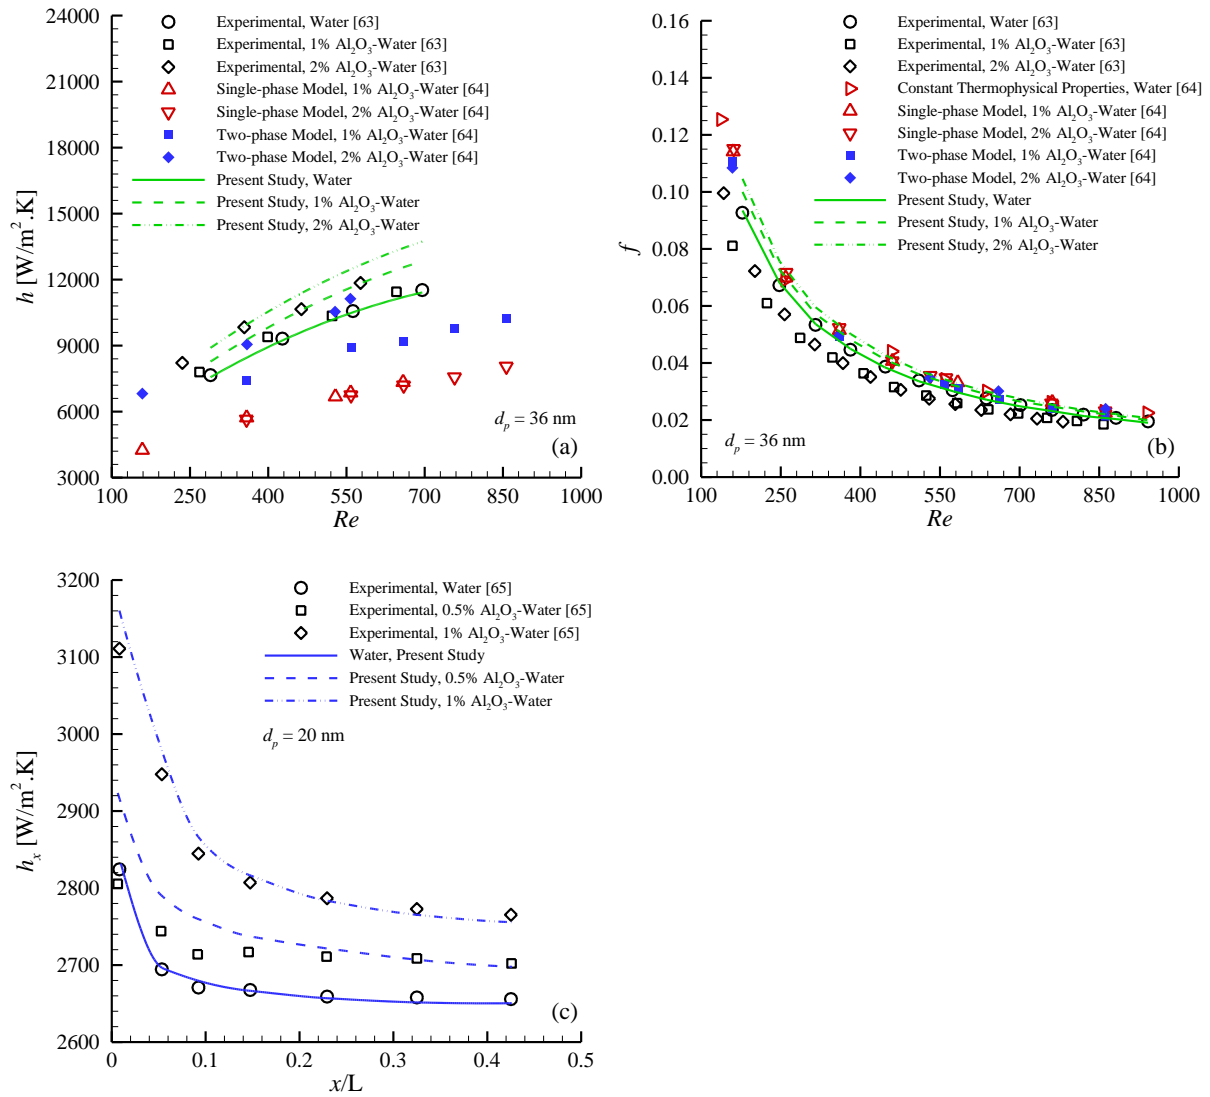 24000
21000
18000
15000
12000
9000
6000
3000
h [W/m².K]
Experimental, Water [63]
Experimental, 1% Al₂O₃-Water [63]
Experimental, 2% Al₂O₃-Water [63]
Single-phase Model, 1% Al₂O₃-Water [64]
Single-phase Model, 2% Al₂O₃-Water [64]
Two-phase Model, 1% Al₂O₃-Water [64]
Two-phase Model, 2% Al₂O₃-Water [64]
Present Study, Water
Present Study, 1% Al₂O₃-Water
Present Study, 2% Al₂O₃-Water
dₚ = 36 nm
(a)
100 250 400 550 700 850 1000
Re
0.16
0.14
0.12
0.10
0.08
0.06
0.04
0.02
0.00
f
Experimental, Water [63]
Experimental, 1% Al₂O₃-Water [63]
Experimental, 2% Al₂O₃-Water [63]
Constant Thermophysical Properties, Water [64]
Single-phase Model, 1% Al₂O₃-Water [64]
Single-phase Model, 2% Al₂O₃-Water [64]
Two-phase Model, 1% Al₂O₃-Water [64]
Two-phase Model, 2% Al₂O₃-Water [64]
Present Study, Water
Present Study, 1% Al₂O₃-Water
Present Study, 2% Al₂O₃-Water
dₚ = 36 nm
(b)
100 250 400 550 700 850 1000
Re
3200
3100
3000
2900
2800
2700
2600
hₓ [W/m².K]
Experimental, Water [65]
Experimental, 0.5% Al₂O₃-Water [65]
Experimental, 1% Al₂O₃-Water [65]
Water, Present Study
Present Study, 0.5% Al₂O₃-Water
Present Study, 1% Al₂O₃-Water
dₚ = 20 nm
(c)
0 0.1 0.2 0.3 0.4 0.5
x/L